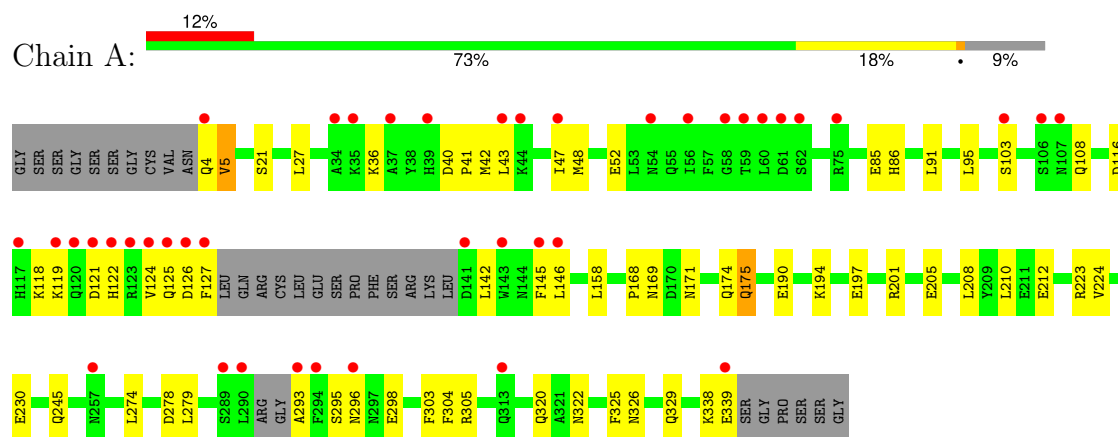 12%
Chain A:
73% 18% • 9%
GLY SER SER GLY SER SER GLY CYS VAL ASN Q4 V5 S21 L27 A34 K35 K36 A37 Y38 H39 D40 P41 M42 L43 K44 I47 M48 E52 L53 N54 Q55 I56 F57 G58 T59 L60 D61 S62 R75 E85 H86 L91 L95 S103 S106 N107 Q108 D116
H117 K118 K119 Q120 D121 H122 R123 V124 Q125 D126 F127 LEU GLN ARG CYS LEU GLU SER PRO PHE SER ARG LYS LEU D141 L142 W143 N144 F145 L146 L158 P168 N169 D170 N171 Q174 Q175 E190 K194 E197 R201 E205 L208 Y209 L210 E211 E212 R223 V224
E230 Q245 N257 L274 D278 L279 S289 L290 ARG GLY A293 F294 S295 N296 N297 E298 F303 F304 R305 Q313 Q320 A321 N322 F325 N326 Q329 K338 E339 SER GLY PRO SER SER GLY